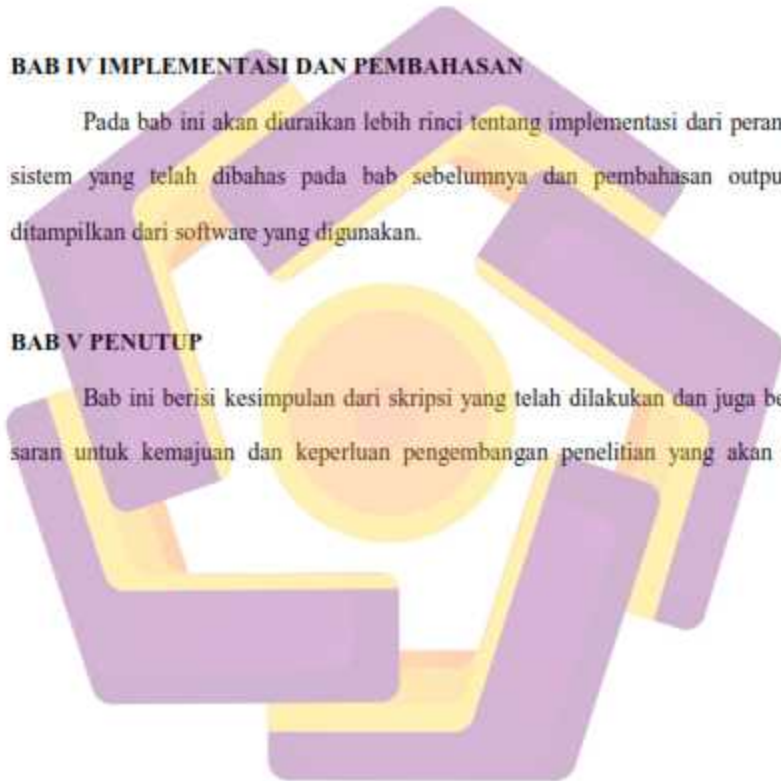 BAB IV IMPLEMENTASI DAN PEMBAHASAN
Pada bab ini akan diuraikan lebih rinci tentang implementasi dari peran
sistem yang telah dibahas pada bab sebelumnya dan pembahasan outpu
ditampilkan dari software yang digunakan.
BAB V PENUTUP
Bab ini berisi kesimpulan dari skripsi yang telah dilakukan dan juga be
saran untuk kemajuan dan keperluan pengembangan penelitian yang akan